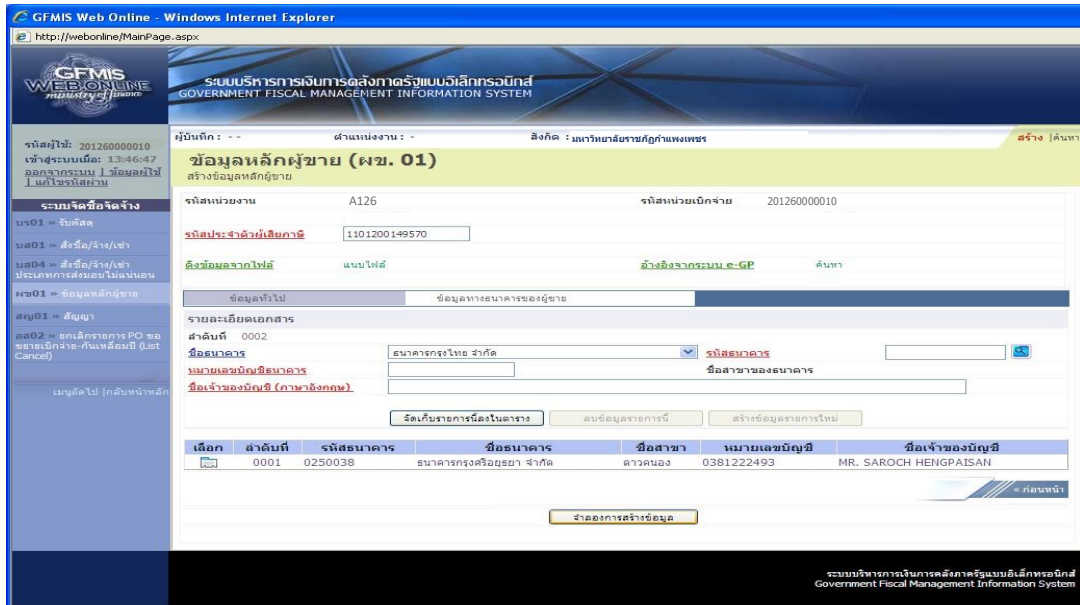 GFMIS Web Online - Windows Internet Explorer
http://webonline/MainPage.aspx
GFMIS
WEB ONLINE
ministry of finance
ระบบบริหารการเงินการคลังภาครัฐแบบอิเล็กทรอนิกส์
GOVERNMENT FISCAL MANAGEMENT INFORMATION SYSTEM
รหัสผู้ใช้: 201260000010
เข้าสู่ระบบเมื่อ: 13:46:47
ออกจากระบบ | ข้อมูลผู้ใช้
| แก้ไขรหัสผ่าน
ระบบจัดซื้อจัดจ้าง
บร01 » รับพัสดุ
บส01 » สั่งซื้อ/จ้าง/เช่า
บส04 » สั่งซื้อ/จ้าง/เช่า
ประเภทการส่งมอบไม่แน่นอน
ผข01 » ข้อมูลหลักผู้ขาย
สญ01 » สัญญา
อส02 » ยกเลิกรายการ PO ขอ
ขยายเบิกจ่าย-กันเหลื่อมปี (List
Cancel)
เมนูถัดไป |กลับหน้าหลัก
ผู้บันทึก : - - ตำแหน่งงาน : - สังกัด : มหาวิทยาลัยราชภัฏกำแพงเพชร สร้าง |ค้นหา
ข้อมูลหลักผู้ขาย (ผข. 01)
สร้างข้อมูลหลักผู้ขาย
รหัสหน่วยงาน A126 รหัสหน่วยเบิกจ่าย 201260000010
รหัสประจำตัวผู้เสียภาษี 1101200149570
ดึงข้อมูลจากไฟล์ แนบไฟล์ อ้างอิงจากระบบ e-GP ค้นหา
ข้อมูลทั่วไป ข้อมูลทางธนาคารของผู้ขาย
รายละเอียดเอกสาร
ลำดับที่ 0002
ชื่อธนาคาร ธนาคารกรุงไทย จำกัด รหัสธนาคาร
หมายเลขบัญชีธนาคาร ชื่อสาขาของธนาคาร
ชื่อเจ้าของบัญชี (ภาษาอังกฤษ)
จัดเก็บรายการนี้ลงในตาราง ลบข้อมูลรายการนี้ สร้างข้อมูลรายการใหม่
เลือก ลำดับที่ รหัสธนาคาร ชื่อธนาคาร ชื่อสาขา หมายเลขบัญชี ชื่อเจ้าของบัญชี
0001 0250038 ธนาคารกรุงศรีอยุธยา จำกัด ดาวคนอง 0381222493 MR. SAROCH HENGPAISAN
« ก่อนหน้า
จำลองการสร้างข้อมูล
ระบบบริหารการเงินการคลังภาครัฐแบบอิเล็กทรอนิกส์
Government Fiscal Management Information System